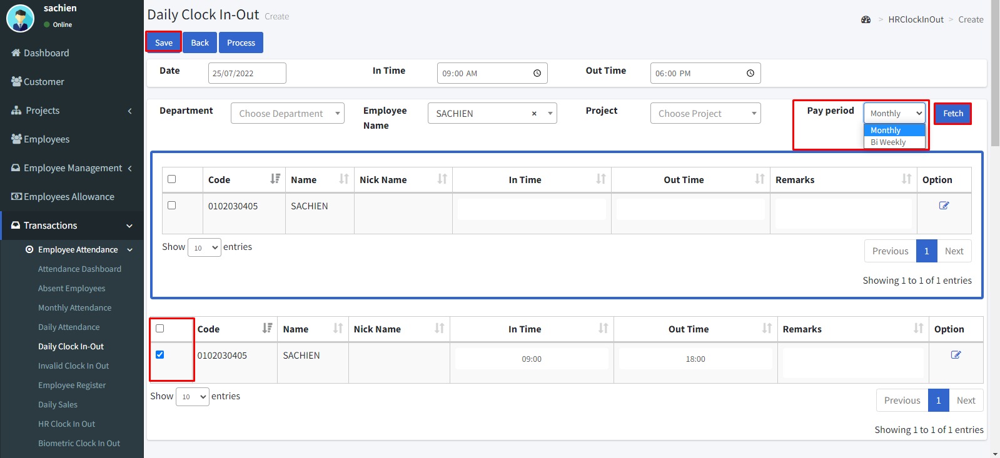 sachien
Online
Dashboard
Customer
Projects
Employees
Employee Management
Employees Allowance
Transactions
Employee Attendance
Attendance Dashboard
Absent Employees
Monthly Attendance
Daily Attendance
Daily Clock In-Out
Invalid Clock In Out
Employee Register
Daily Sales
HR Clock In Out
Biometric Clock In Out
Daily Clock In-Out Create
> HRClockInOut > Create
Save Back Process
Date 25/07/2022 In Time 09:00 AM Out Time 06:00 PM
Department Choose Department Employee Name SACHIEN × Project Choose Project Pay period Monthly Fetch
Monthly
Bi Weekly
Code Name Nick Name In Time Out Time Remarks Option
0102030405 SACHIEN
Show 10 entries Previous 1 Next
Showing 1 to 1 of 1 entries
Code Name Nick Name In Time Out Time Remarks Option
0102030405 SACHIEN 09:00 18:00
Show 10 entries Previous 1 Next
Showing 1 to 1 of 1 entries